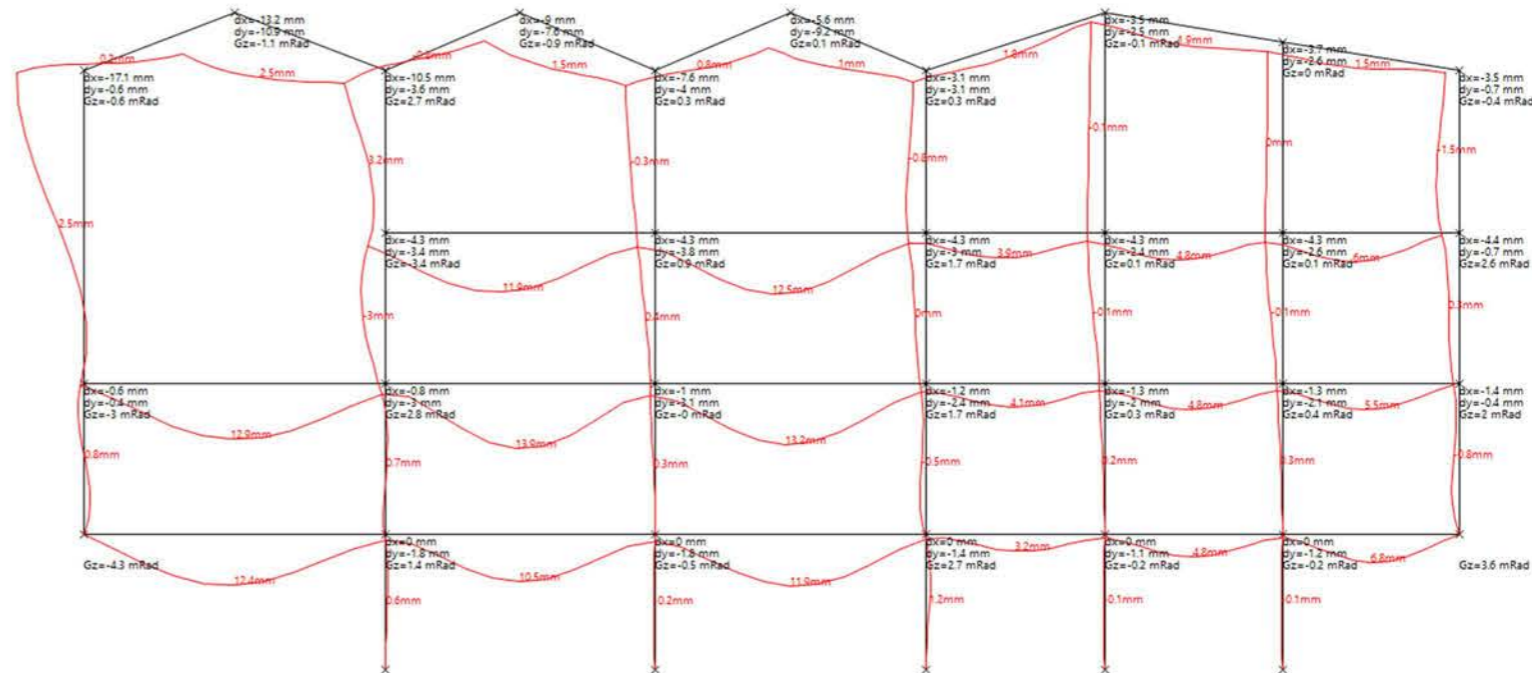 dx=-13.2 mm
dy=-10.9 mm
Gz=-1.1 mRad
dx=-9 mm
dy=-7.6 mm
Gz=-0.9 mRad
dx=-5.6 mm
dy=-9.2 mm
Gz=0.1 mRad
dx=-3.5 mm
dy=-2.5 mm
Gz=-0.1 mRad
dx=-3.7 mm
dy=-2.6 mm
Gz=0 mRad
2.5mm
1.5mm
0.8mm
1mm
1.8mm
4.9mm
1.5mm
dx=-17.1 mm
dy=-0.6 mm
Gz=-0.6 mRad
dx=-10.5 mm
dy=-3.6 mm
Gz=2.7 mRad
dx=-7.6 mm
dy=-4 mm
Gz=0.3 mRad
dx=-3.1 mm
dy=-3.1 mm
Gz=0.3 mRad
dx=-3.5 mm
dy=-0.7 mm
Gz=-0.4 mRad
3.2mm
-0.3mm
-0.8mm
-0.1mm
0mm
-1.5mm
2.5mm
dx=-4.3 mm
dy=-3.4 mm
Gz=-3.4 mRad
dx=-4.3 mm
dy=-3.8 mm
Gz=0.9 mRad
dx=-4.3 mm
dy=-3 mm
Gz=1.7 mRad
dx=-4.3 mm
dy=-2.4 mm
Gz=0.1 mRad
dx=-4.3 mm
dy=-2.6 mm
Gz=0.1 mRad
dx=-4.4 mm
dy=-0.7 mm
Gz=2.6 mRad
11.9mm
12.5mm
3.9mm
4.8mm
6mm
-3mm
0.4mm
0mm
-0.1mm
-0.1mm
0.3mm
dx=-0.6 mm
dy=-0.4 mm
Gz=-3 mRad
dx=-0.8 mm
dy=-3 mm
Gz=2.8 mRad
dx=-1 mm
dy=-3.1 mm
Gz=-0 mRad
dx=-1.2 mm
dy=-2.4 mm
Gz=1.7 mRad
dx=-1.3 mm
dy=-2 mm
Gz=0.3 mRad
dx=-1.3 mm
dy=-2.1 mm
Gz=0.4 mRad
dx=-1.4 mm
dy=-0.4 mm
Gz=2 mRad
12.9mm
13.9mm
13.2mm
4.1mm
4.8mm
5.5mm
0.8mm
0.7mm
0.3mm
0.5mm
0.2mm
0.3mm
-0.8mm
Gz=-4.3 mRad
dx=0 mm
dy=-1.8 mm
Gz=1.4 mRad
dx=0 mm
dy=-1.8 mm
Gz=-0.5 mRad
dx=0 mm
dy=-1.4 mm
Gz=2.7 mRad
dx=0 mm
dy=-1.1 mm
Gz=-0.2 mRad
dx=0 mm
dy=-1.2 mm
Gz=-0.2 mRad
Gz=3.6 mRad
12.4mm
10.5mm
11.9mm
3.2mm
4.8mm
6.8mm
0.6mm
-0.2mm
1.2mm
-0.1mm
-0.1mm